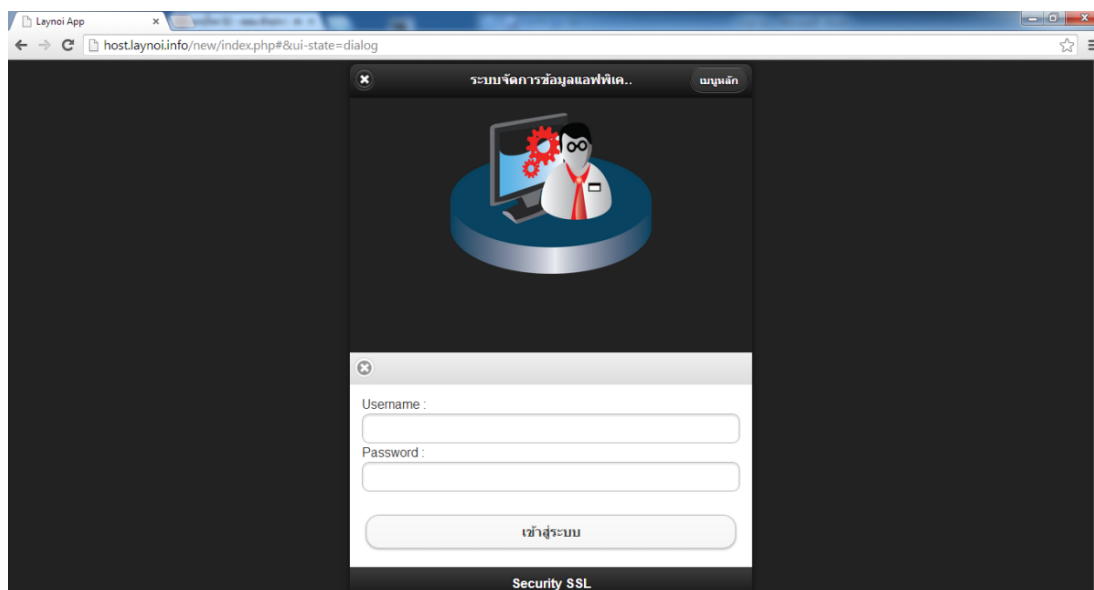 Laynoi App
host.laynoi.info/new/index.php#&ui-state=dialog
ระบบจัดการข้อมูลแอฟพิเค..
เมนูหลัก
Username :
Password :
เข้าสู่ระบบ
Security SSL